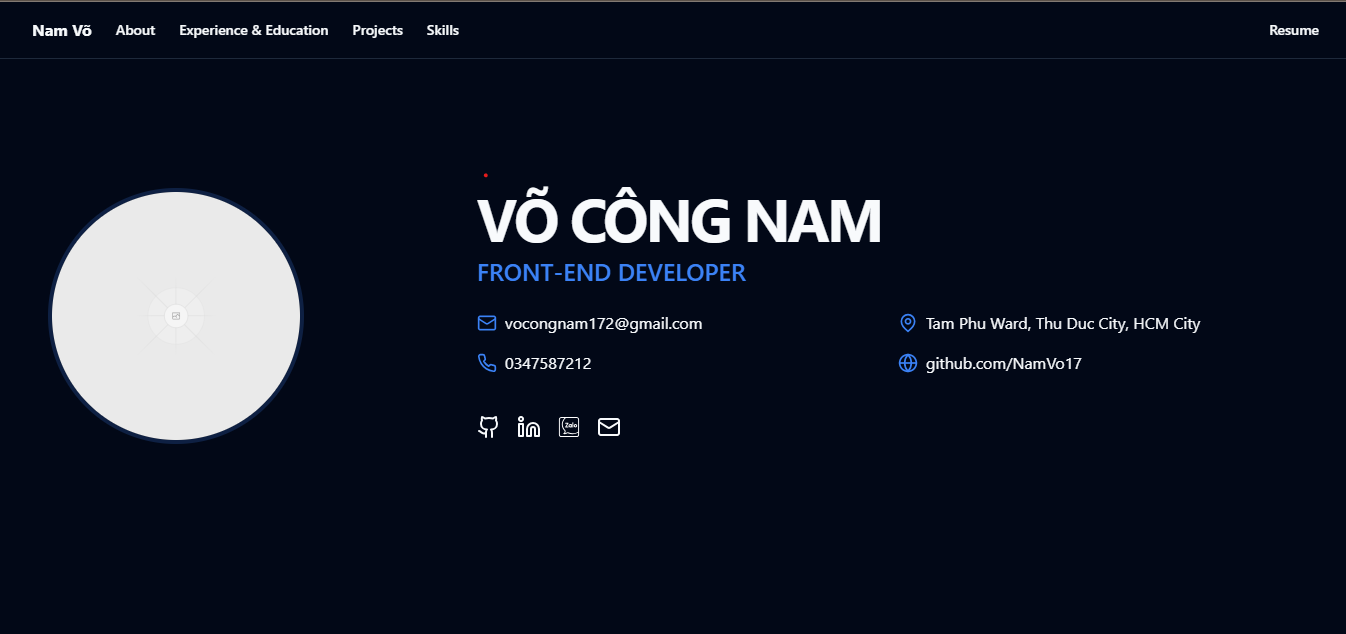 Nam Võ About Experience & Education Projects Skills Resume
VÕ CÔNG NAM
FRONT-END DEVELOPER
vocongnam172@gmail.com Tam Phu Ward, Thu Duc City, HCM City
0347587212 github.com/NamVo17
Zalo